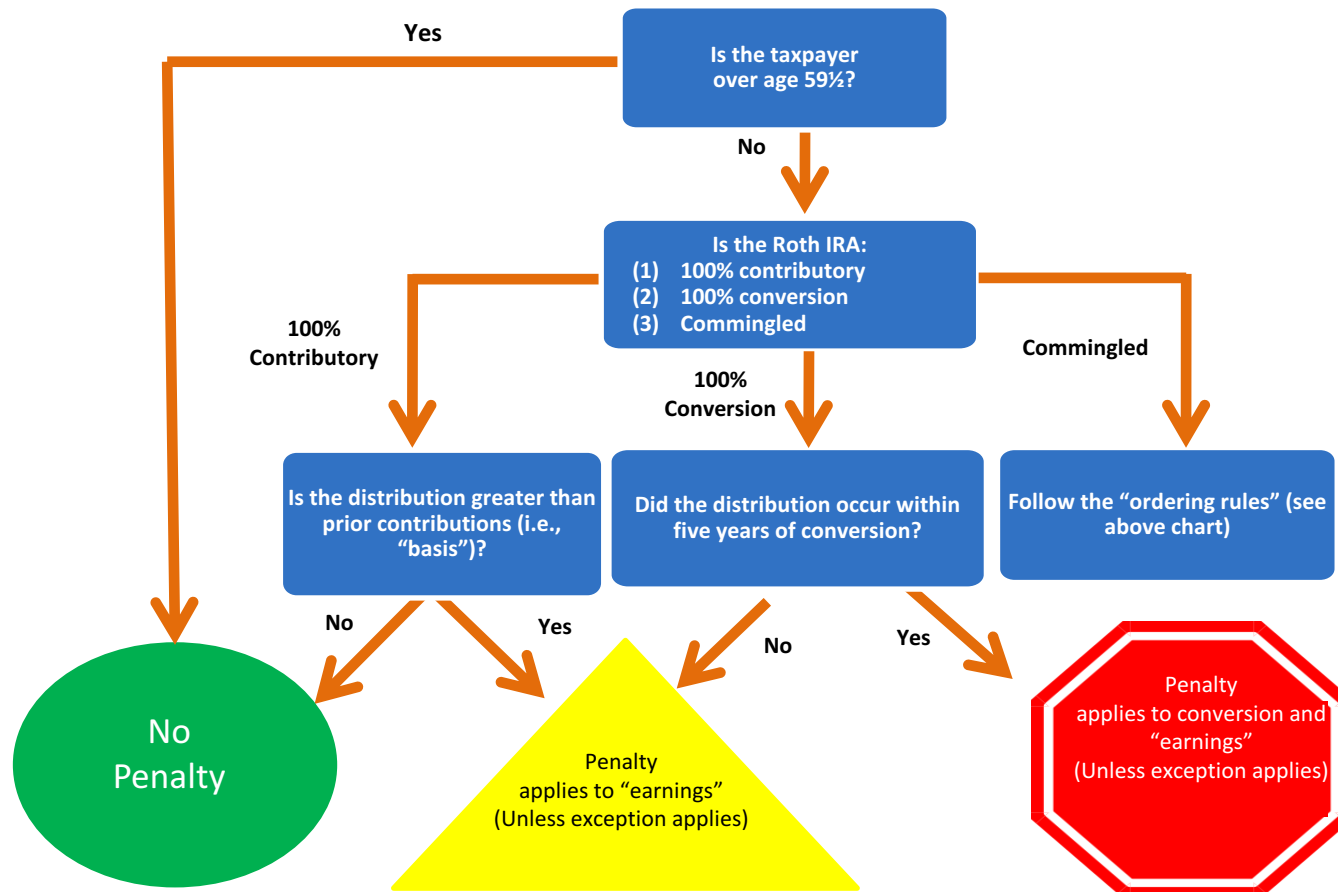 Yes
Is the taxpayer
over age 59½?
No
Is the Roth IRA:
(1) 100% contributory
(2) 100% conversion
(3) Commingled
100%
Contributory
100%
Conversion
Commingled
Is the distribution greater than
prior contributions (i.e.,
“basis”)?
Did the distribution occur within
five years of conversion?
Follow the “ordering rules” (see
above chart)
No
Yes
No
Yes
No
Penalty
Penalty
applies to “earnings”
(Unless exception applies)
Penalty
applies to conversion and
“earnings”
(Unless exception applies)